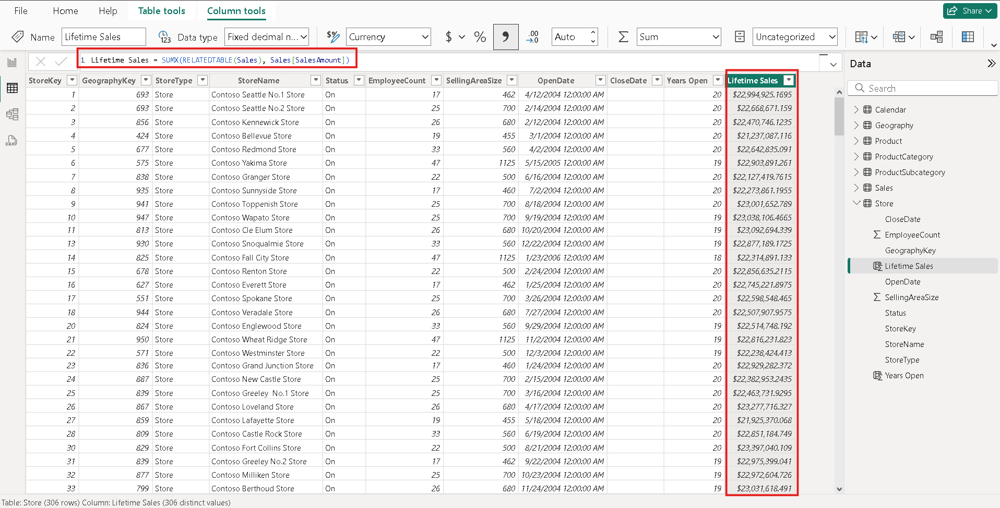 File Home Help Table tools Column tools Share
Name Lifetime Sales 123 Data type Fixed decimal n... $% Currency $ % , .00 →0 Auto Σ Sum Uncategorized
1 Lifetime Sales = SUMX(RELATEDTABLE(Sales), Sales[SalesAmount])
StoreKey GeographyKey StoreType StoreName Status EmployeeCount SellingAreaSize OpenDate CloseDate Years Open Lifetime Sales
1 693 Store Contoso Seattle No.1 Store On 17 462 4/12/2004 12:00:00 AM 20 $22,994,925.1695
2 693 Store Contoso Seattle No.2 Store On 25 700 2/14/2004 12:00:00 AM 20 $22,668,671.159
3 856 Store Contoso Kennewick Store On 26 680 2/12/2004 12:00:00 AM 20 $22,470,746.1235
4 424 Store Contoso Bellevue Store On 19 455 3/1/2004 12:00:00 AM 20 $21,237,087.116
5 677 Store Contoso Redmond Store On 33 560 4/2/2004 12:00:00 AM 20 $22,642,835.091
6 575 Store Contoso Yakima Store On 47 1125 5/15/2005 12:00:00 AM 19 $22,903,891.261
7 838 Store Contoso Granger Store On 22 500 6/16/2004 12:00:00 AM 20 $22,127,419.7615
8 935 Store Contoso Sunnyside Store On 17 460 7/2/2004 12:00:00 AM 20 $22,273,861.1955
9 941 Store Contoso Toppenish Store On 25 700 8/18/2004 12:00:00 AM 20 $23,001,652.789
10 947 Store Contoso Wapato Store On 25 700 9/19/2004 12:00:00 AM 19 $23,038,106.4665
11 813 Store Contoso Cle Elum Store On 26 680 10/20/2004 12:00:00 AM 19 $23,092,694.339
13 930 Store Contoso Snoqualmie Store On 33 560 12/22/2004 12:00:00 AM 19 $22,877,189.1725
14 825 Store Contoso Fall City Store On 47 1125 1/23/2006 12:00:00 AM 18 $22,314,891.133
15 678 Store Contoso Renton Store On 22 500 2/24/2004 12:00:00 AM 20 $22,856,635.2115
16 627 Store Contoso Everett Store On 17 462 1/25/2004 12:00:00 AM 20 $22,745,221.8975
17 551 Store Contoso Spokane Store On 25 700 3/26/2004 12:00:00 AM 20 $22,598,548.465
18 944 Store Contoso Veradale Store On 26 680 7/27/2004 12:00:00 AM 20 $22,507,907.9575
20 824 Store Contoso Englewood Store On 33 560 9/29/2004 12:00:00 AM 19 $22,514,748.192
21 950 Store Contoso Wheat Ridge Store On 47 1125 11/2/2004 12:00:00 AM 19 $22,816,231.823
22 571 Store Contoso Westminster Store On 22 500 12/3/2004 12:00:00 AM 19 $22,238,424.413
23 836 Store Contoso Grand Junction Store On 17 460 1/24/2004 12:00:00 AM 20 $22,929,282.372
24 887 Store Contoso New Castle Store On 25 700 2/15/2004 12:00:00 AM 20 $22,382,953.2435
25 839 Store Contoso Greeley No.1 Store On 25 700 3/16/2004 12:00:00 AM 20 $22,463,731.9295
26 867 Store Contoso Loveland Store On 26 680 4/17/2004 12:00:00 AM 20 $23,277,716.327
27 859 Store Contoso Lafayette Store On 19 455 5/18/2004 12:00:00 AM 20 $21,925,370.068
28 809 Store Contoso Castle Rock Store On 33 560 6/19/2004 12:00:00 AM 20 $22,851,184.749
30 829 Store Contoso Fort Collins Store On 22 500 8/21/2004 12:00:00 AM 20 $23,397,040.109
31 839 Store Contoso Greeley No.2 Store On 17 462 9/22/2004 12:00:00 AM 19 $22,975,399.041
32 877 Store Contoso Milliken Store On 25 700 10/23/2004 12:00:00 AM 19 $22,972,604.726
33 799 Store Contoso Berthoud Store On 26 680 11/24/2004 12:00:00 AM 19 $23,031,618.491
Table: Store (306 rows) Column: Lifetime Sales (306 distinct values)
DAX
Data
Search
Calendar
Geography
Product
ProductCategory
ProductSubcategory
Sales
Store
CloseDate
Σ EmployeeCount
GeographyKey
Lifetime Sales
OpenDate
Σ SellingAreaSize
Status
StoreKey
StoreName
StoreType
Years Open